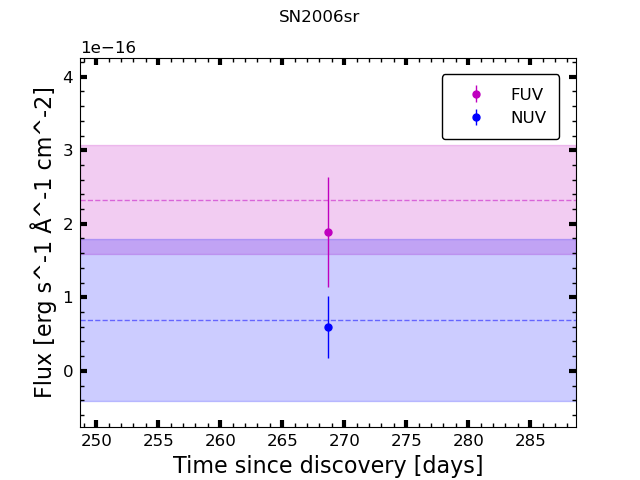 SN2006sr
1e−16
FUV
NUV
4
3
2
1
0
Flux [erg s^-1 Å^-1 cm^-2]
250 255 260 265 270 275 280 285
Time since discovery [days]